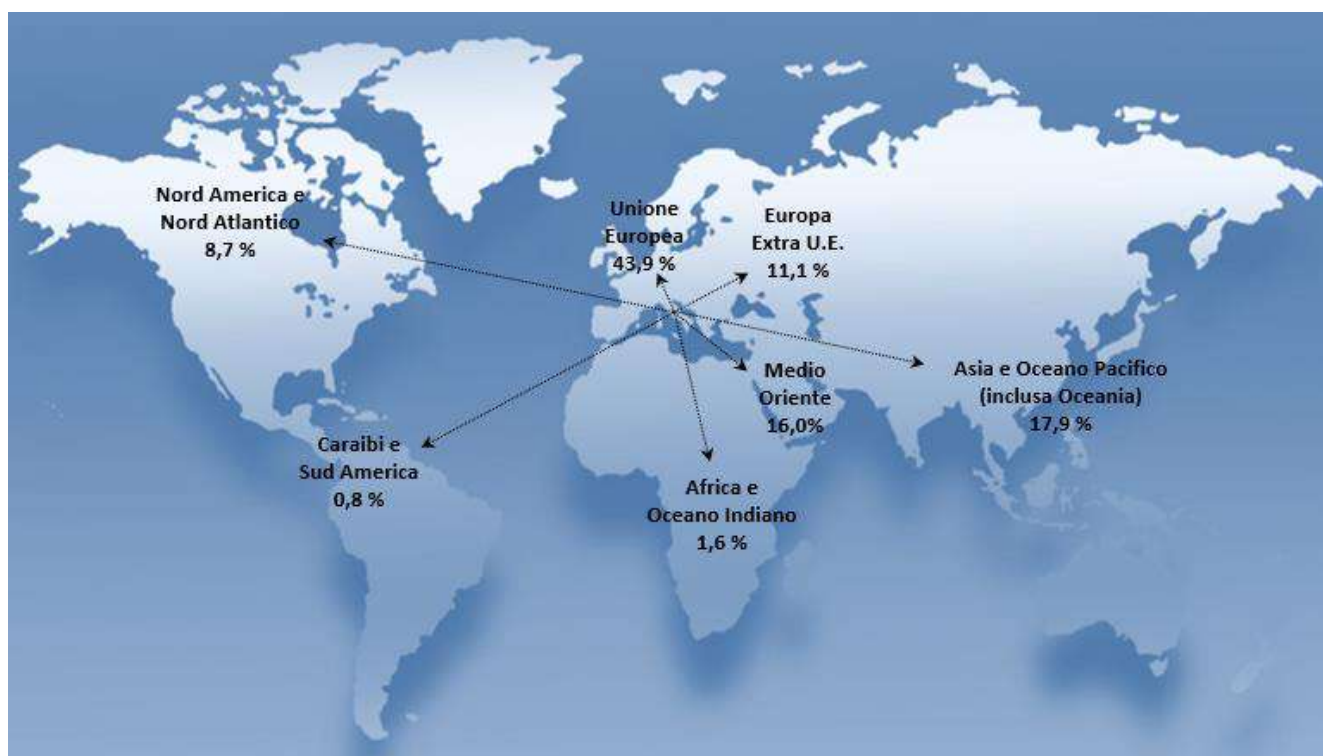 Nord America e
Nord Atlantico
8,7 %
Unione
Europea
43,9 %
Europa
Extra U.E.
11,1 %
Medio
Oriente
16,0%
Asia e Oceano Pacifico
(inclusa Oceania)
17,9 %
Caraibi e
Sud America
0,8 %
Africa e
Oceano Indiano
1,6 %